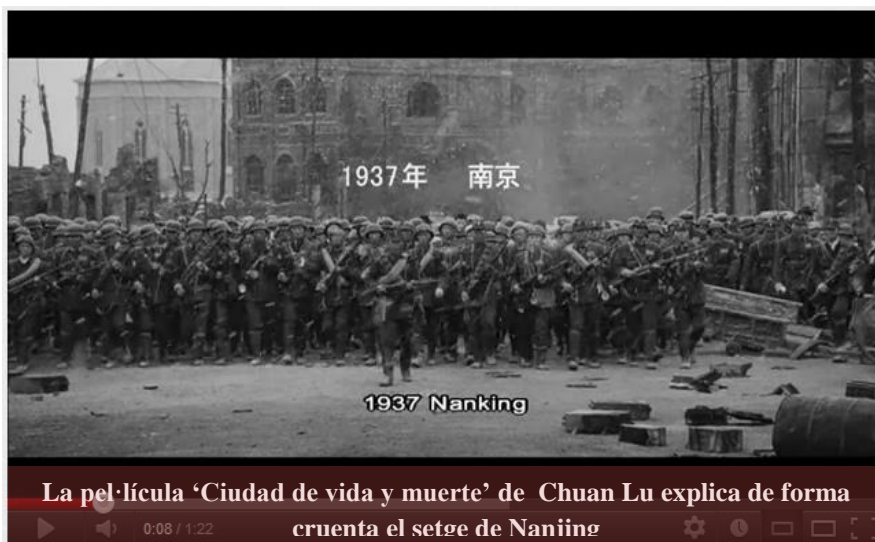 1937年 南京
1937 Nanking
La pel·lícula ‘Ciudad de vida y muerte’ de Chuan Lu explica de forma
cruenta el setge de Nanjing
0:08 / 1:22